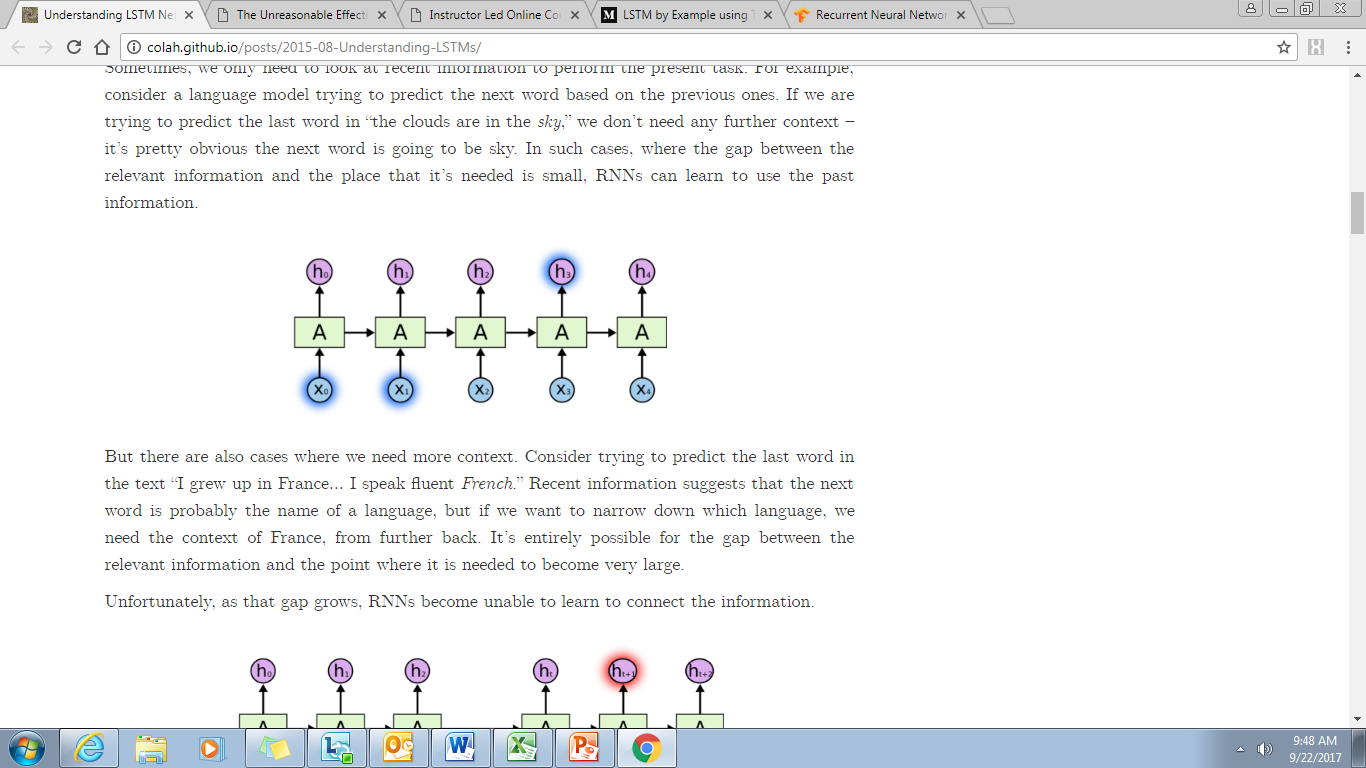 Understanding LSTM Net
The Unreasonable Effecti
Instructor Led Online Co
M LSTM by Example using T
Recurrent Neural Networ
colah.github.io/posts/2015-08-Understanding-LSTMs/
Sometimes, we only need to look at recent information to perform the present task. For example,
consider a language model trying to predict the next word based on the previous ones. If we are
trying to predict the last word in “the clouds are in the sky,” we don’t need any further context –
it’s pretty obvious the next word is going to be sky. In such cases, where the gap between the
relevant information and the place that it’s needed is small, RNNs can learn to use the past
information.
h₀ h₁ h₂ h₃ h₄
A A A A A
x₀ x₁ x₂ x₃ x₄
But there are also cases where we need more context. Consider trying to predict the last word in
the text “I grew up in France... I speak fluent French.” Recent information suggests that the next
word is probably the name of a language, but if we want to narrow down which language, we
need the context of France, from further back. It’s entirely possible for the gap between the
relevant information and the point where it is needed to become very large.
Unfortunately, as that gap grows, RNNs become unable to learn to connect the information.
h₀ h₁ h₂ hₜ hₜ₊₁ hₜ₊₂
A A A A A A
9:48 AM
9/22/2017